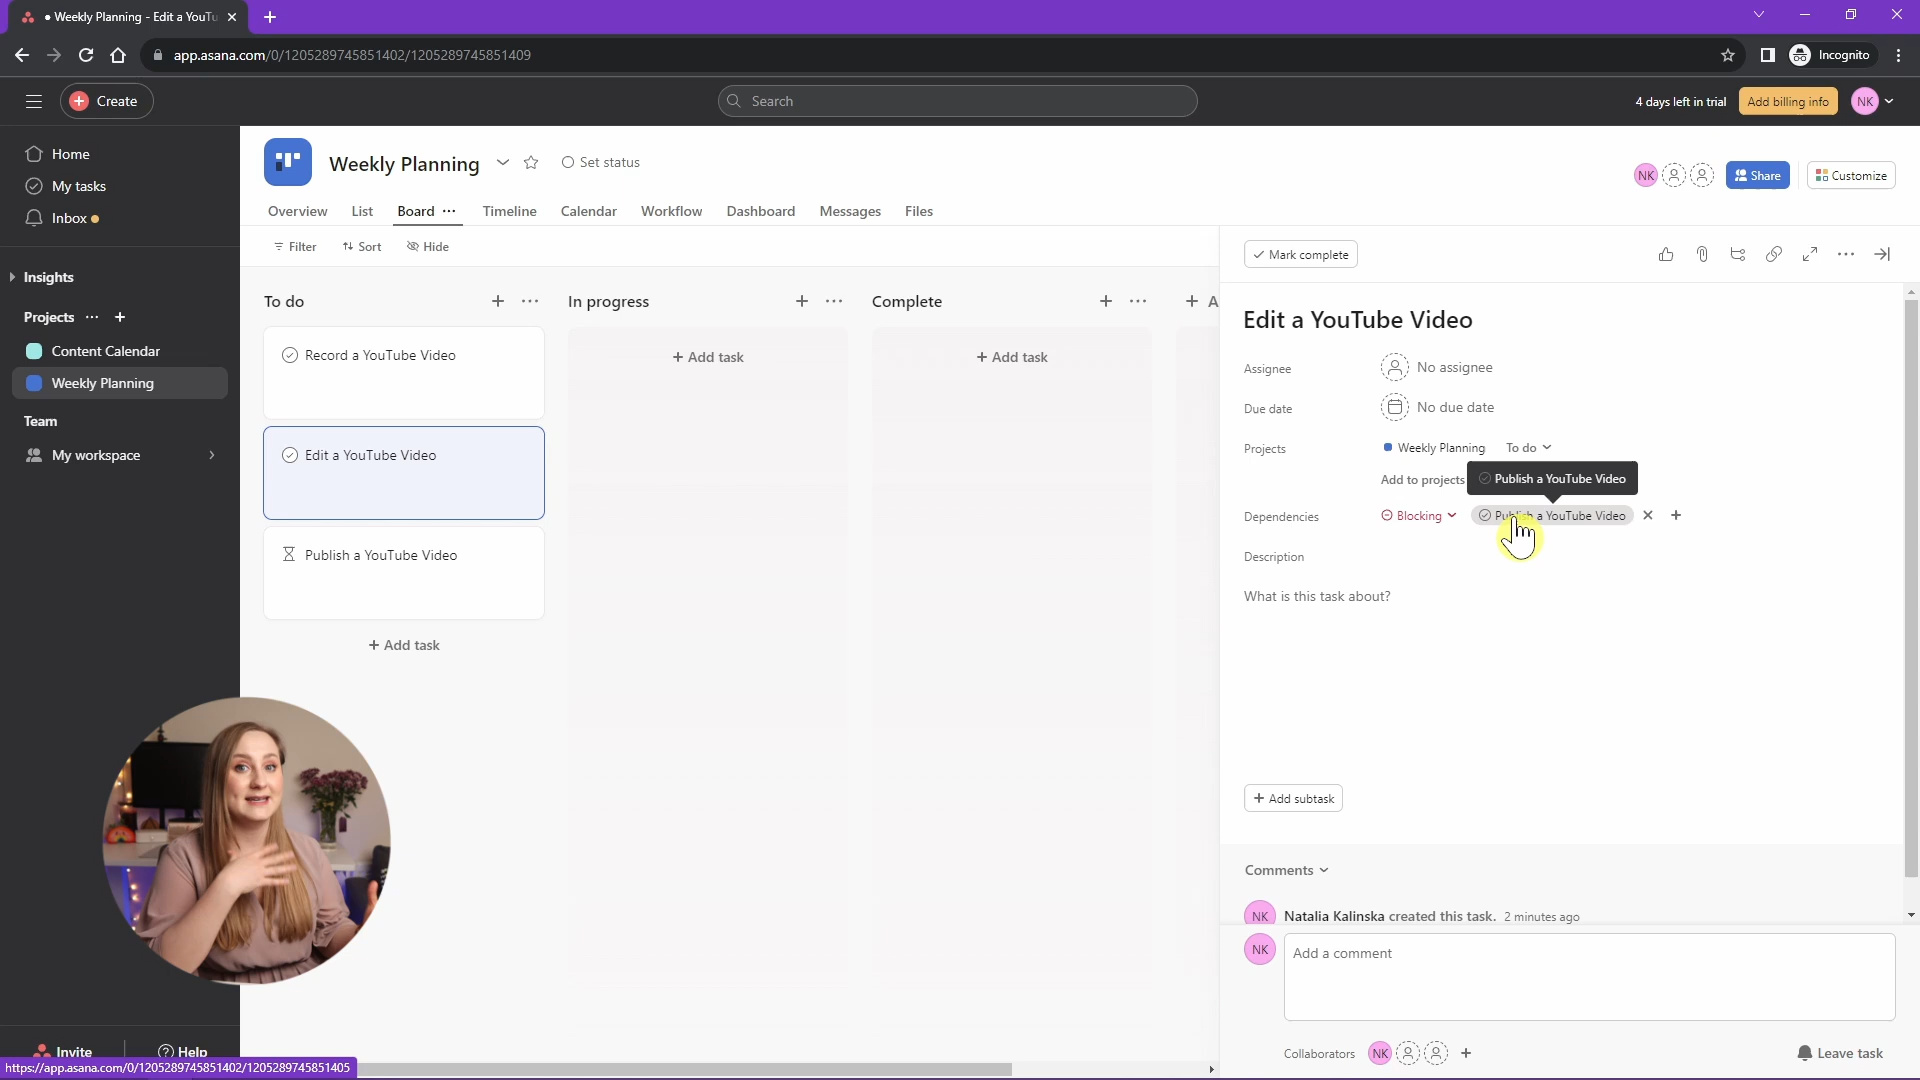 Weekly Planning - Edit a YouTu
app.asana.com/0/1205289745851402/1205289745851409
Incognito
Create
Search
4 days left in trial
Add billing info
NK
Home
My tasks
Inbox
Insights
Projects
Content Calendar
Weekly Planning
Team
My workspace
Invite
Help
https://app.asana.com/0/1205289745851402/1205289745851405
Weekly Planning
Set status
NK
Share
Customize
Overview
List
Board
Timeline
Calendar
Workflow
Dashboard
Messages
Files
Filter
Sort
Hide
To do
Record a YouTube Video
Edit a YouTube Video
Publish a YouTube Video
+ Add task
In progress
+ Add task
Complete
+ Add task
+ A
Mark complete
Edit a YouTube Video
Assignee
No assignee
Due date
No due date
Projects
Weekly Planning
To do
Add to projects
Publish a YouTube Video
Dependencies
Blocking
Publish a YouTube Video
Description
What is this task about?
+ Add subtask
Comments
NK
Natalia Kalinska created this task. 2 minutes ago
NK
Add a comment
Collaborators
NK
Leave task